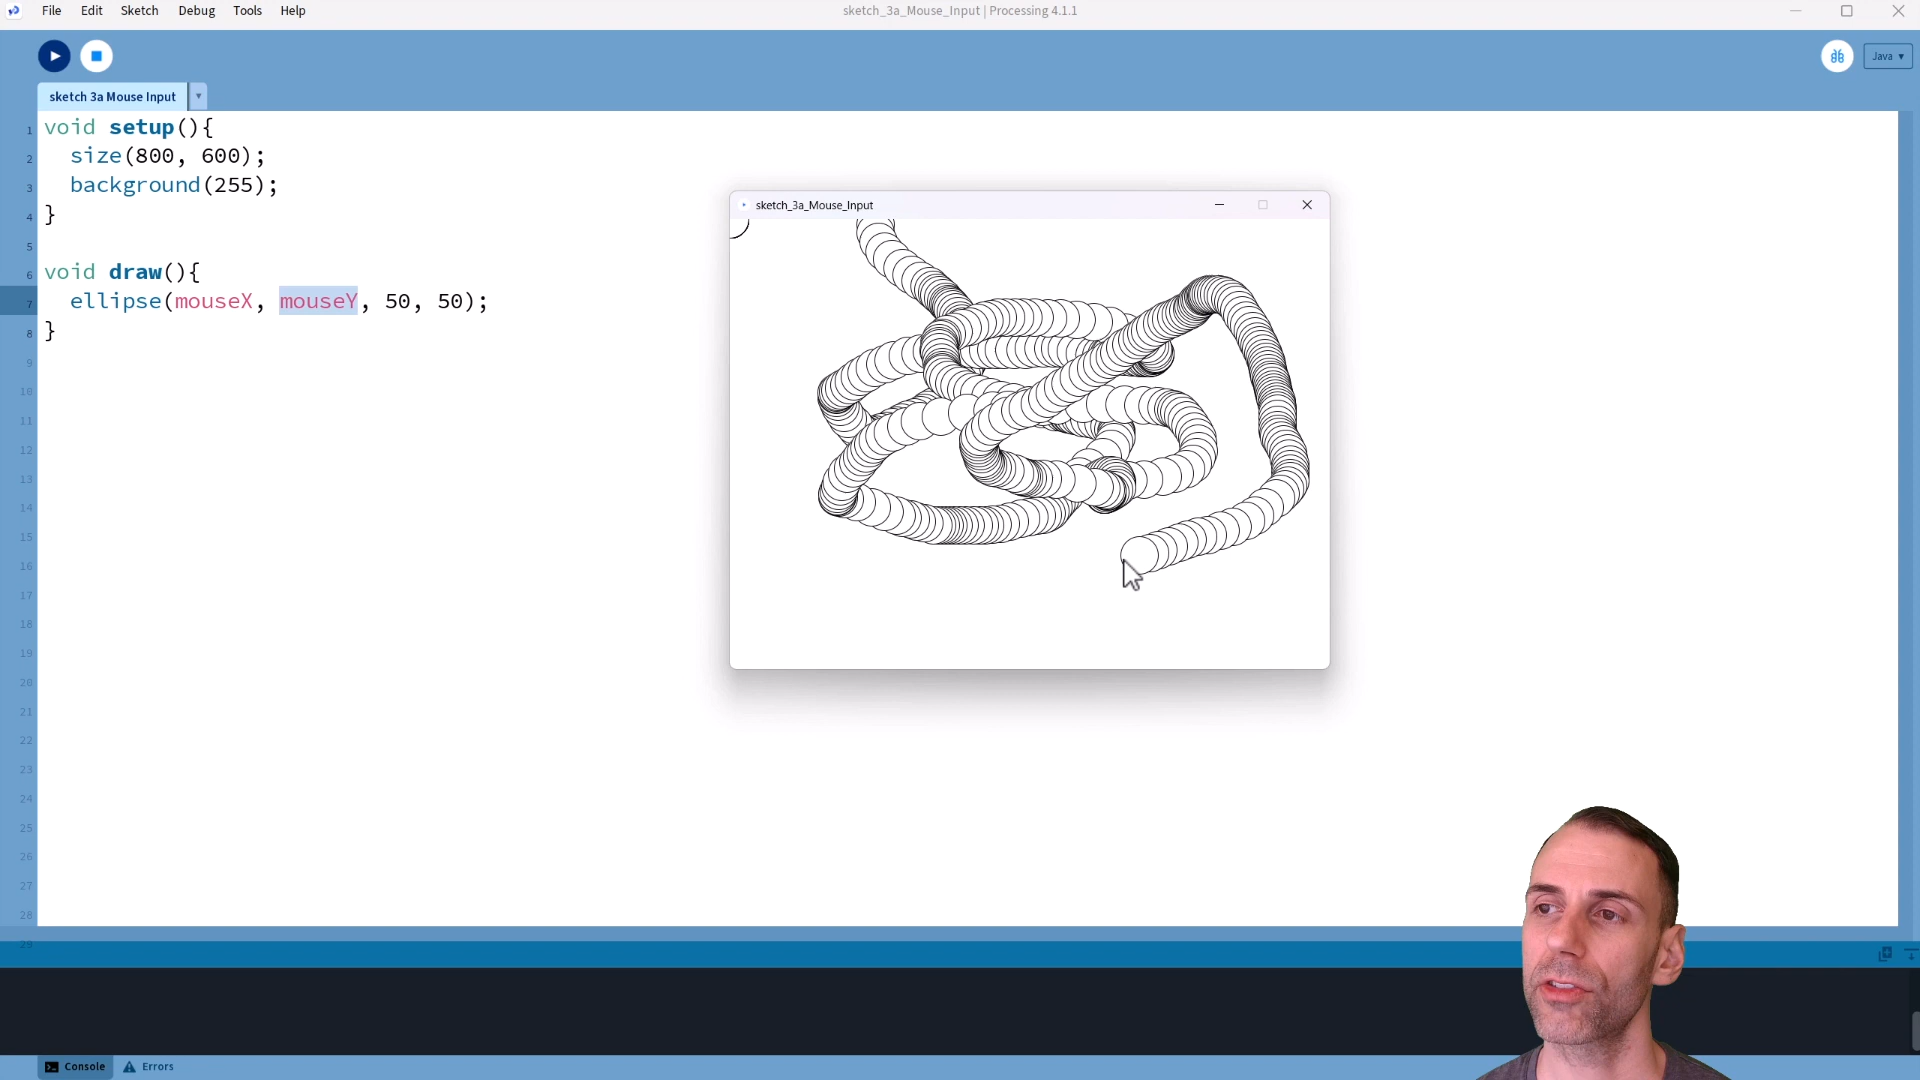 File Edit Sketch Debug Tools Help
sketch_3a_Mouse_Input | Processing 4.1.1
Java ▾
sketch 3a Mouse Input ▾
1 void setup(){
2 size(800, 600);
3 background(255);
4 }
5
6 void draw(){
7 ellipse(mouseX, mouseY, 50, 50);
8 }
9
10
11
12
13
14
15
16
17
18
19
20
21
22
23
24
25
26
27
28
29
sketch_3a_Mouse_Input
Console Errors